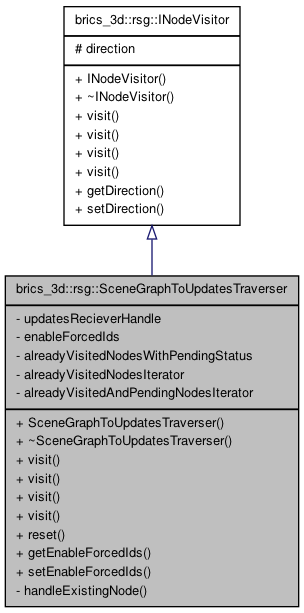 brics_3d::rsg::INodeVisitor
# direction
+ INodeVisitor()
+ ~INodeVisitor()
+ visit()
+ visit()
+ visit()
+ visit()
+ getDirection()
+ setDirection()
brics_3d::rsg::SceneGraphToUpdatesTraverser
- updatesRecieverHandle
- enableForcedIds
- alreadyVisitedNodesWithPendingStatus
- alreadyVisitedNodesIterator
- alreadyVisitedAndPendingNodesIterator
+ SceneGraphToUpdatesTraverser()
+ ~SceneGraphToUpdatesTraverser()
+ visit()
+ visit()
+ visit()
+ visit()
+ reset()
+ getEnableForcedIds()
+ setEnableForcedIds()
- handleExistingNode()